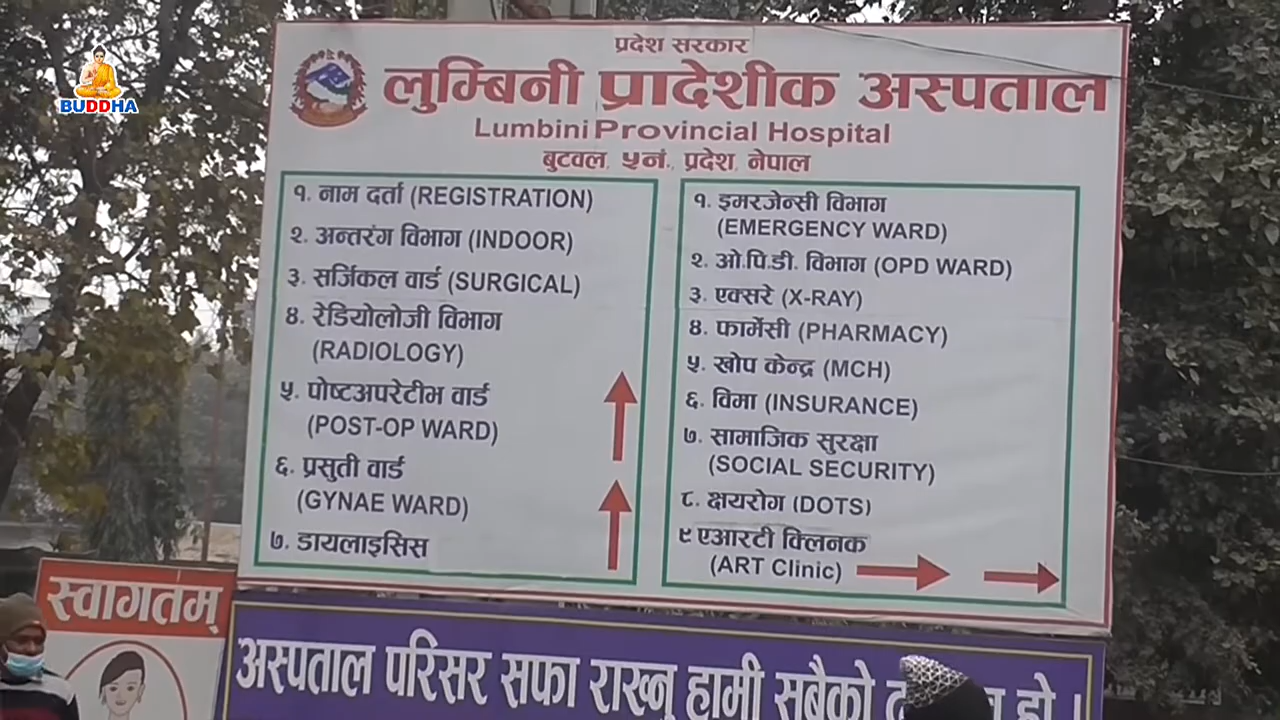 BUDDHA
प्रदेश सरकार
लुम्बिनी प्रादेशीक अस्पताल
Lumbini Provincial Hospital
बुटवल, ५नं., प्रदेश, नेपाल
१. नाम दर्ता (REGISTRATION)
२. अन्तरंग विभाग (INDOOR)
३. सर्जिकल वार्ड (SURGICAL)
४. रेडियोलोजी विभाग
(RADIOLOGY)
५. पोष्टअपरेटीभ वार्ड
(POST-OP WARD)
६. प्रसुती वार्ड
(GYNAE WARD)
७. डायलाइसिस
१. इमरजेन्सी विभाग
(EMERGENCY WARD)
२. ओ.पि.डी. विभाग (OPD WARD)
३. एक्सरे (X-RAY)
४. फार्मेसी (PHARMACY)
५. खोप केन्द्र (MCH)
६. विमा (INSURANCE)
७. सामाजिक सुरक्षा
(SOCIAL SECURITY)
८. क्षयरोग (DOTS)
९ एआरटी क्लिनक
(ART Clinic)
स्वागतम्
अस्पताल परिसर सफा राख्नु हामी सबैको हो ।